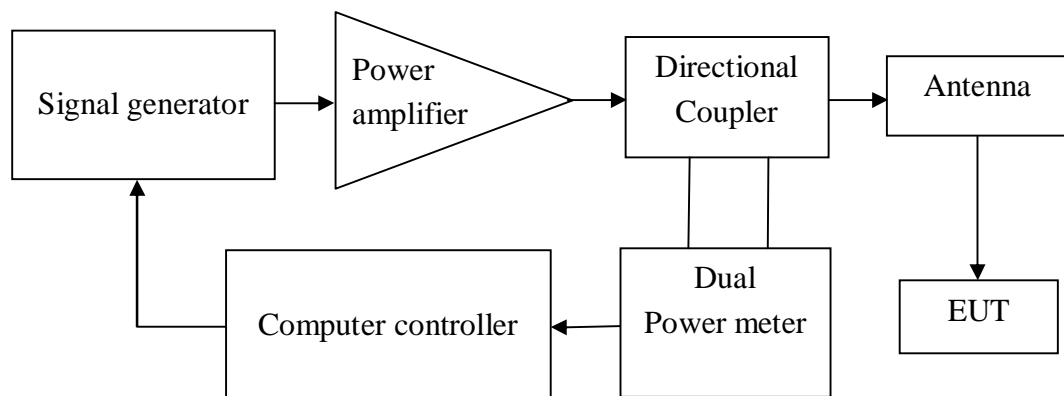 Signal generator
Power
amplifier
Directional
Coupler
Antenna
Computer controller
Dual
Power meter
EUT